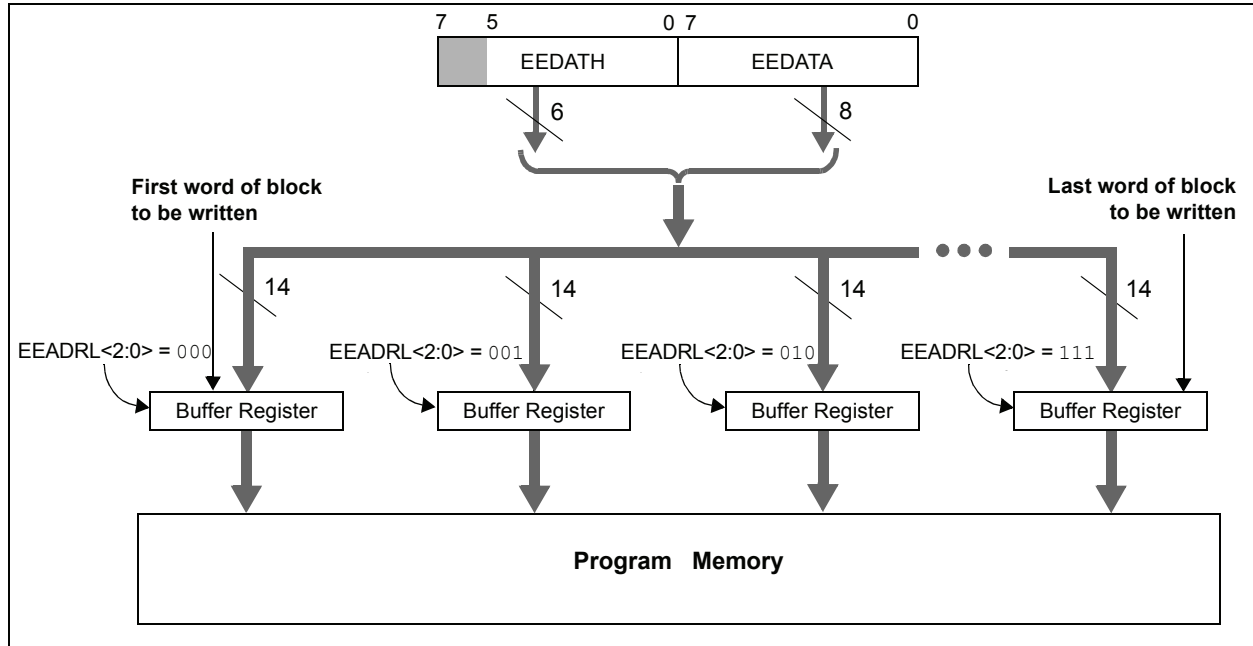 7 5 0 7 0
EEDATH EEDATA
6 8
First word of block
to be written
Last word of block
to be written
14 14 14 14
EEADRL<2:0> = 000 EEADRL<2:0> = 001 EEADRL<2:0> = 010 EEADRL<2:0> = 111
Buffer Register Buffer Register Buffer Register Buffer Register
Program Memory